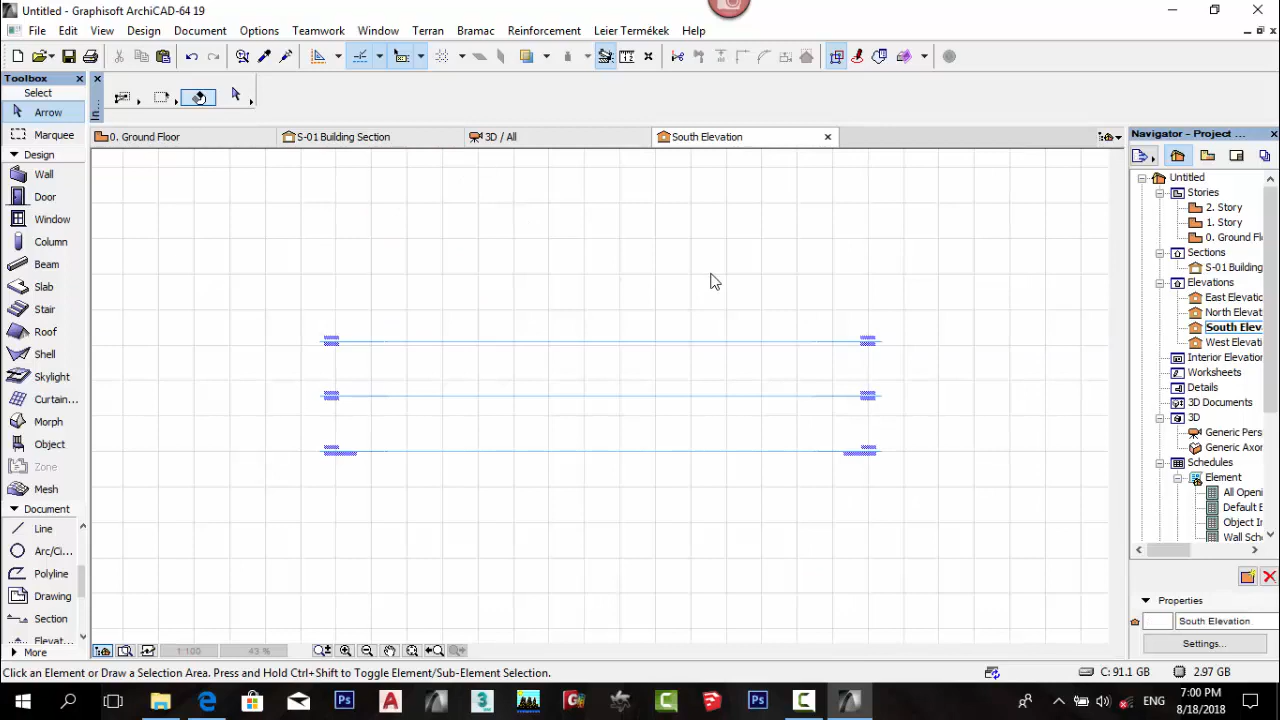 Untitled - Graphisoft ArchiCAD-64 19
File Edit View Design Document Options Teamwork Window Terran Bramac Reinforcement Leier Termékek Help
Toolbox
Select
Arrow
Marquee
Design
Wall
Door
Window
Column
Beam
Slab
Stair
Roof
Shell
Skylight
Curtain...
Morph
Object
Zone
Mesh
Document
Line
Arc/Ci...
Polyline
Drawing
Section
Elevat...
More
0. Ground Floor
S-01 Building Section
3D / All
South Elevation
Navigator - Project ...
Untitled
Stories
2. Story
1. Story
0. Ground Fl
Sections
S-01 Building
Elevations
East Elevatio
North Elevat
South Elev
West Elevati
Interior Elevation
Worksheets
Details
3D Documents
3D
Generic Pers
Generic Axor
Schedules
Element
All Openi
Default E
Object In
Wall Sche
Properties
South Elevation
Settings...
1:100
43 %
Click an Element or Draw a Selection Area. Press and Hold Ctrl+Shift to Toggle Element/Sub-Element Selection.
C: 91.1 GB
2.97 GB
ENG
7:00 PM
8/18/2018